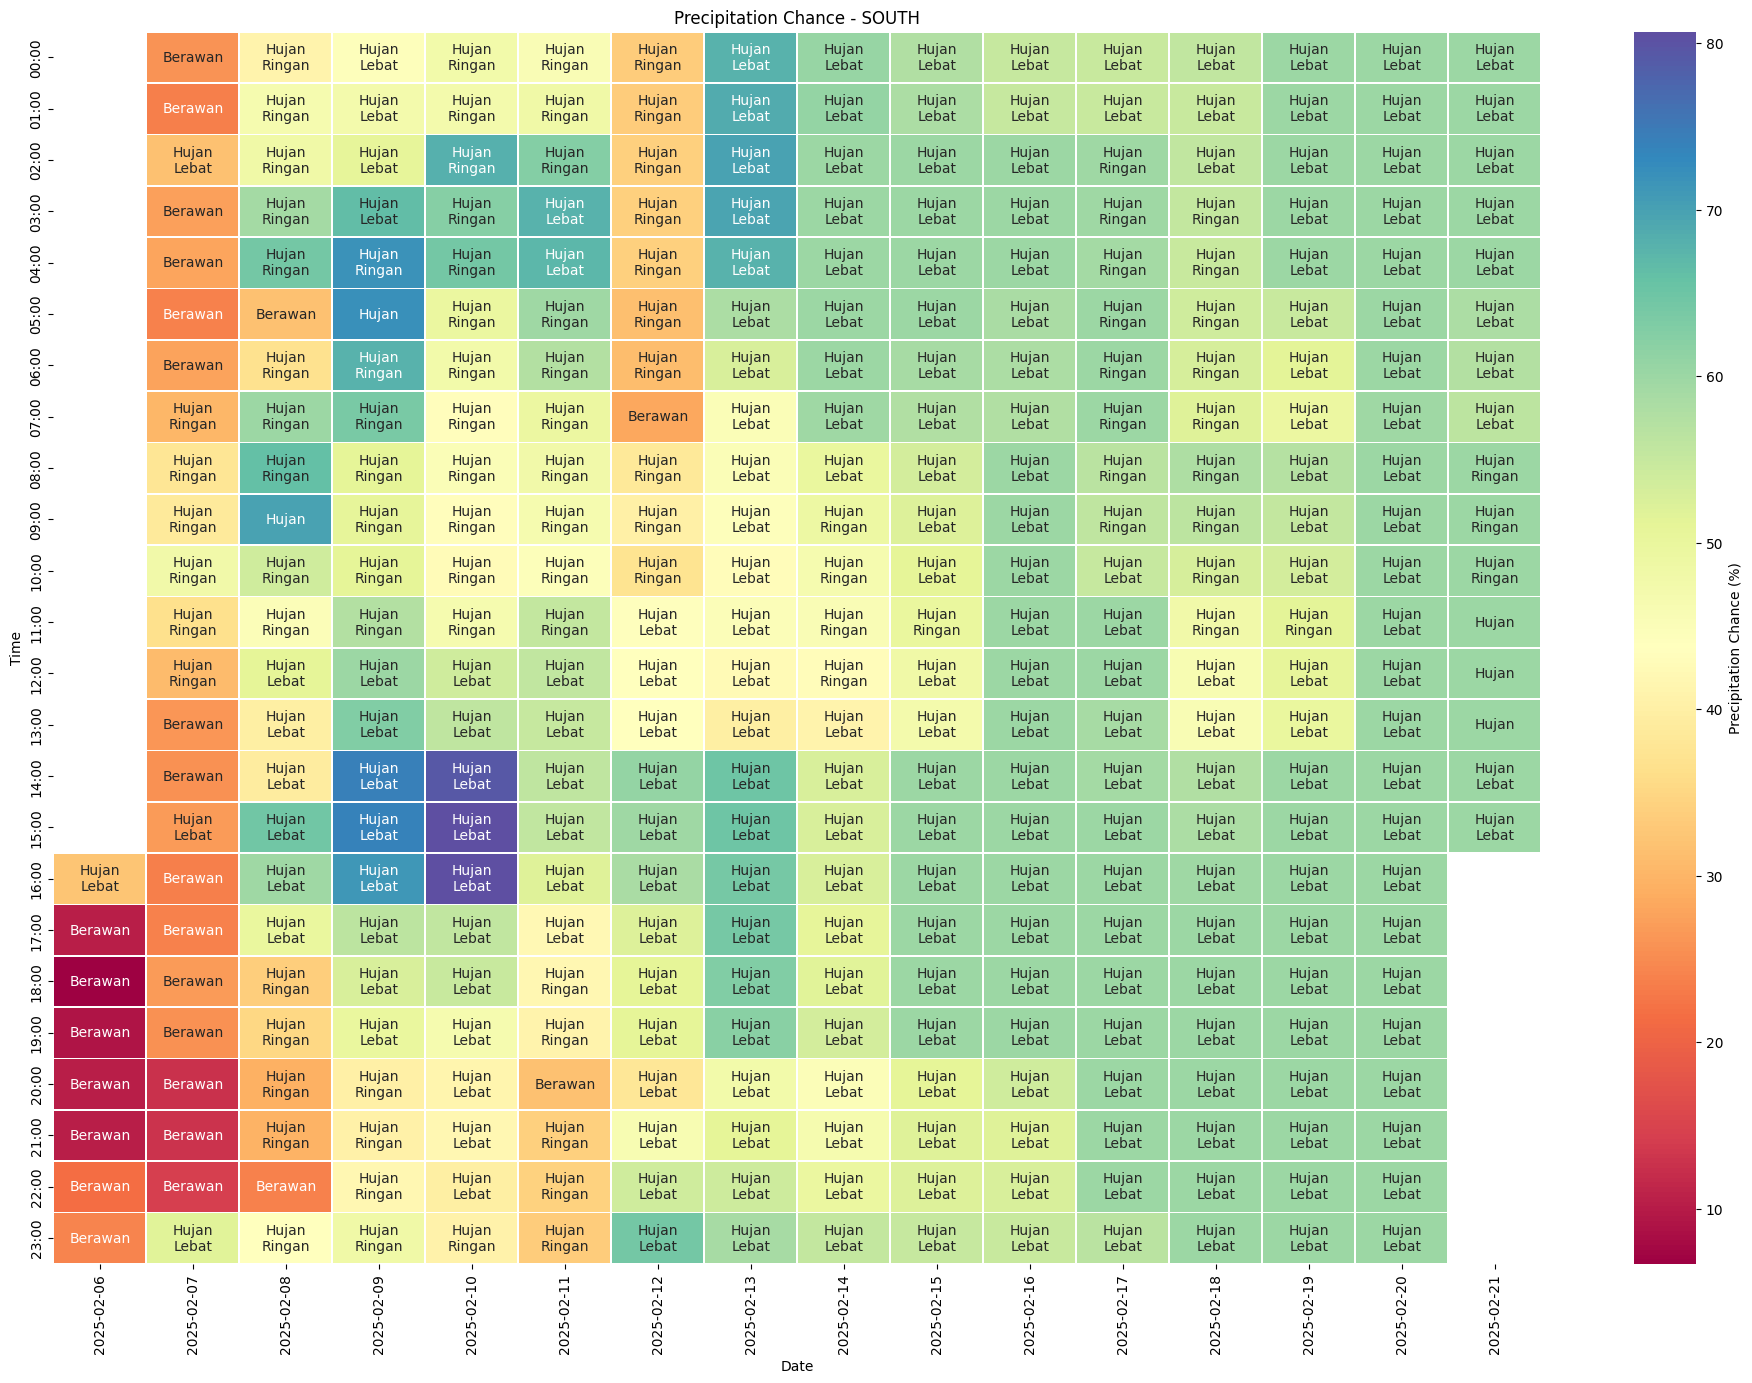 Precipitation Chance - SOUTH
Hujan Hujan Hujan Hujan Hujan Hujan Hujan Hujan Hujan Hujan Hujan Hujan Hujan Hujan
00:00 Berawan
Ringan Lebat Ringan Ringan Ringan Lebat Lebat Lebat Lebat Lebat Lebat Lebat Lebat Lebat
Hujan Hujan Hujan Hujan Hujan Hujan Hujan Hujan Hujan Hujan Hujan Hujan Hujan Hujan
01:00 Berawan
Ringan Lebat Ringan Ringan Ringan Lebat Lebat Lebat Lebat Lebat Lebat Lebat Lebat Lebat
Hujan Hujan Hujan Hujan Hujan Hujan Hujan Hujan Hujan Hujan Hujan Hujan Hujan Hujan Hujan
02:00
Lebat Ringan Lebat Ringan Ringan Ringan Lebat Lebat Lebat Lebat Ringan Lebat Lebat Lebat Lebat
Hujan Hujan Hujan Hujan Hujan Hujan Hujan Hujan Hujan Hujan Hujan Hujan Hujan Hujan
03:00 Berawan
Ringan Lebat Ringan Lebat Ringan Lebat Lebat Lebat Lebat Ringan Ringan Lebat Lebat Lebat
Hujan Hujan Hujan Hujan Hujan Hujan Hujan Hujan Hujan Hujan Hujan Hujan Hujan Hujan
04:00 Berawan
Ringan Ringan Ringan Lebat Ringan Lebat Lebat Lebat Lebat Ringan Ringan Lebat Lebat Lebat
Hujan Hujan Hujan Hujan Hujan Hujan Hujan Hujan Hujan Hujan Hujan Hujan
05:00 Berawan Berawan Hujan
Ringan Ringan Ringan Lebat Lebat Lebat Lebat Ringan Ringan Lebat Lebat Lebat
Hujan Hujan Hujan Hujan Hujan Hujan Hujan Hujan Hujan Hujan Hujan Hujan Hujan Hujan
06:00 Berawan
Ringan Ringan Ringan Ringan Ringan Lebat Lebat Lebat Lebat Ringan Ringan Lebat Lebat Lebat
Hujan Hujan Hujan Hujan Hujan Hujan Hujan Hujan Hujan Hujan Hujan Hujan Hujan Hujan
07:00 Berawan
Ringan Ringan Ringan Ringan Ringan Lebat Lebat Lebat Lebat Ringan Ringan Lebat Lebat Lebat
Hujan Hujan Hujan Hujan Hujan Hujan Hujan Hujan Hujan Hujan Hujan Hujan Hujan Hujan Hujan
08:00
Ringan Ringan Ringan Ringan Ringan Ringan Lebat Lebat Lebat Lebat Ringan Ringan Lebat Lebat Ringan
Hujan Hujan Hujan Hujan Hujan Hujan Hujan Hujan Hujan Hujan Hujan Hujan Hujan Hujan
09:00 Hujan
Ringan Ringan Ringan Ringan Ringan Lebat Ringan Lebat Lebat Ringan Ringan Lebat Lebat Ringan
Hujan Hujan Hujan Hujan Hujan Hujan Hujan Hujan Hujan Hujan Hujan Hujan Hujan Hujan Hujan
10:00
Ringan Ringan Ringan Ringan Ringan Ringan Lebat Ringan Lebat Lebat Lebat Ringan Lebat Lebat Ringan
Hujan Hujan Hujan Hujan Hujan Hujan Hujan Hujan Hujan Hujan Hujan Hujan Hujan Hujan
11:00 Hujan
Ringan Ringan Ringan Ringan Ringan Lebat Lebat Ringan Ringan Lebat Lebat Ringan Ringan Lebat
Hujan Hujan Hujan Hujan Hujan Hujan Hujan Hujan Hujan Hujan Hujan Hujan Hujan Hujan
12:00 Hujan
Ringan Lebat Lebat Lebat Lebat Lebat Lebat Ringan Lebat Lebat Lebat Lebat Lebat Lebat
Hujan Hujan Hujan Hujan Hujan Hujan Hujan Hujan Hujan Hujan Hujan Hujan Hujan
13:00 Berawan Hujan
Lebat Lebat Lebat Lebat Lebat Lebat Lebat Lebat Lebat Lebat Lebat Lebat Lebat
Hujan Hujan Hujan Hujan Hujan Hujan Hujan Hujan Hujan Hujan Hujan Hujan Hujan Hujan
14:00 Berawan
Lebat Lebat Lebat Lebat Lebat Lebat Lebat Lebat Lebat Lebat Lebat Lebat Lebat Lebat
Hujan Hujan Hujan Hujan Hujan Hujan Hujan Hujan Hujan Hujan Hujan Hujan Hujan Hujan Hujan
15:00
Lebat Lebat Lebat Lebat Lebat Lebat Lebat Lebat Lebat Lebat Lebat Lebat Lebat Lebat Lebat
Hujan Hujan Hujan Hujan Hujan Hujan Hujan Hujan Hujan Hujan Hujan Hujan Hujan Hujan
16:00 Berawan
Lebat Lebat Lebat Lebat Lebat Lebat Lebat Lebat Lebat Lebat Lebat Lebat Lebat Lebat
Hujan Hujan Hujan Hujan Hujan Hujan Hujan Hujan Hujan Hujan Hujan Hujan Hujan
17:00 Berawan Berawan
Lebat Lebat Lebat Lebat Lebat Lebat Lebat Lebat Lebat Lebat Lebat Lebat Lebat
Hujan Hujan Hujan Hujan Hujan Hujan Hujan Hujan Hujan Hujan Hujan Hujan Hujan
18:00 Berawan Berawan
Ringan Lebat Lebat Ringan Lebat Lebat Lebat Lebat Lebat Lebat Lebat Lebat Lebat
Hujan Hujan Hujan Hujan Hujan Hujan Hujan Hujan Hujan Hujan Hujan Hujan Hujan
19:00 Berawan Berawan
Ringan Lebat Lebat Ringan Lebat Lebat Lebat Lebat Lebat Lebat Lebat Lebat Lebat
Hujan Hujan Hujan Hujan Hujan Hujan Hujan Hujan Hujan Hujan Hujan Hujan
20:00 Berawan Berawan Berawan
Ringan Ringan Lebat Lebat Lebat Lebat Lebat Lebat Lebat Lebat Lebat Lebat
Hujan Hujan Hujan Hujan Hujan Hujan Hujan Hujan Hujan Hujan Hujan Hujan Hujan
21:00 Berawan Berawan
Ringan Ringan Lebat Ringan Lebat Lebat Lebat Lebat Lebat Lebat Lebat Lebat Lebat
Hujan Hujan Hujan Hujan Hujan Hujan Hujan Hujan Hujan Hujan Hujan Hujan
22:00 Berawan Berawan Berawan
Ringan Lebat Ringan Lebat Lebat Lebat Lebat Lebat Lebat Lebat Lebat Lebat
Hujan Hujan Hujan Hujan Hujan Hujan Hujan Hujan Hujan Hujan Hujan Hujan Hujan Hujan
23:00 Berawan
Lebat Ringan Ringan Ringan Ringan Lebat Lebat Lebat Lebat Lebat Lebat Lebat Lebat Lebat
Time
2025-02-06 2025-02-07 2025-02-08 2025-02-09 2025-02-10 2025-02-11 2025-02-12 2025-02-13 2025-02-14 2025-02-15 2025-02-16 2025-02-17 2025-02-18 2025-02-19 2025-02-20 2025-02-21
Date
80
70
60
50
40
30
20
10
Precipitation Chance (%)